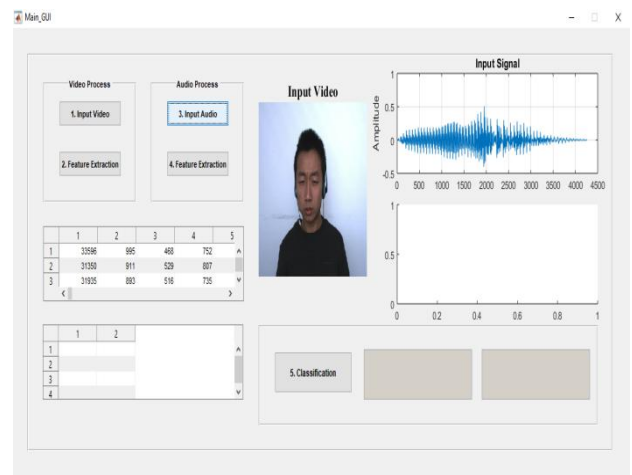 Main_GUI
Video Process
Audio Process
1. Input Video
3. Input Audio
2. Feature Extraction
4. Feature Extraction
Input Video
Input Signal
Amplitude
1
0.5
0
-0.5
0 500 1000 1500 2000 2500 3000 3500 4000 4500
1
0.5
0
0 0.2 0.4 0.6 0.8 1
1 2 3 4 5
1 33596 995 468 752
2 31350 911 529 807
3 31935 893 516 735
1 2
1
2
3
4
5. Classification